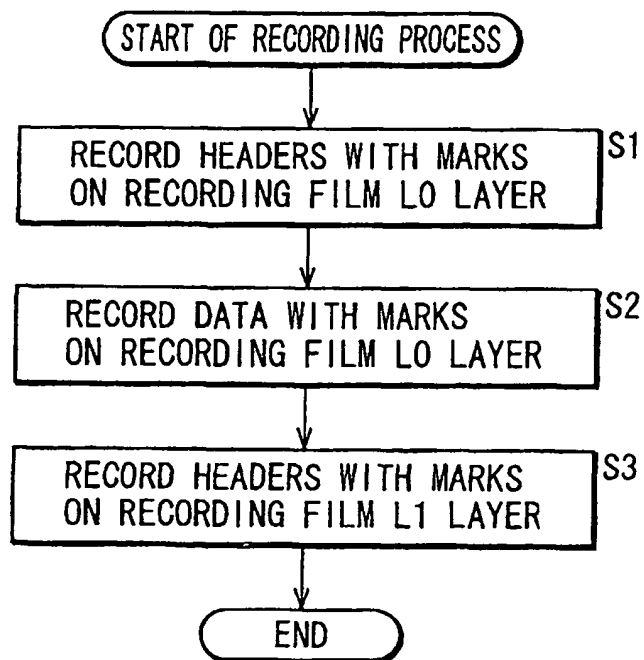 START OF RECORDING PROCESS
RECORD HEADERS WITH MARKS
ON RECORDING FILM L0 LAYER
S1
RECORD DATA WITH MARKS
ON RECORDING FILM L0 LAYER
S2
RECORD HEADERS WITH MARKS
ON RECORDING FILM L1 LAYER
S3
END